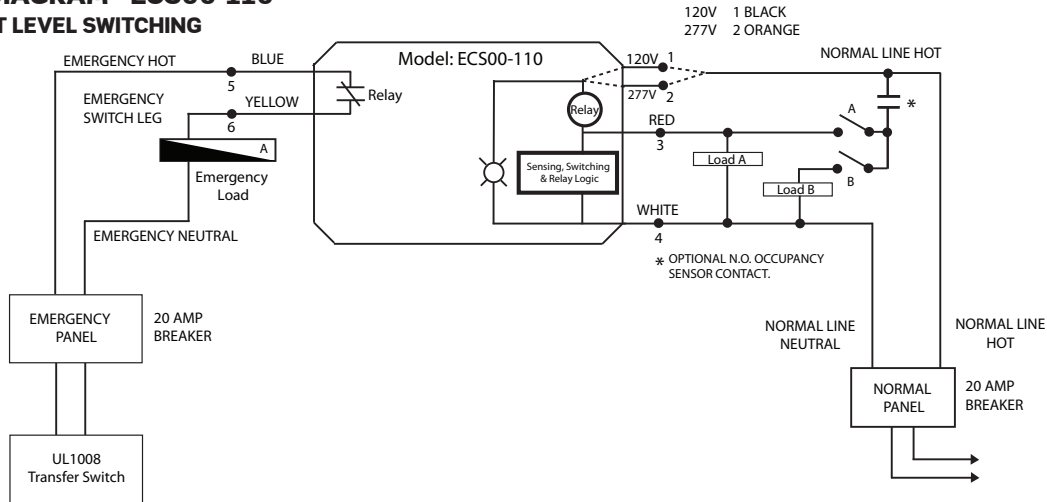 DIAGRAM ECS00-110
T LEVEL SWITCHING
120V 1 BLACK
277V 2 ORANGE
EMERGENCY HOT
BLUE
5
EMERGENCY
SWITCH LEG
YELLOW
6
A
Emergency
Load
EMERGENCY NEUTRAL
EMERGENCY
PANEL
20 AMP
BREAKER
UL1008
Transfer Switch
Model: ECS00-110
Relay
Relay
Sensing, Switching
& Relay Logic
120V 1
277V 2
RED
3
WHITE
4
NORMAL LINE HOT
*
A
Load A
B
Load B
* OPTIONAL N.O. OCCUPANCY
SENSOR CONTACT.
NORMAL LINE
NEUTRAL
NORMAL LINE
HOT
NORMAL
PANEL
20 AMP
BREAKER